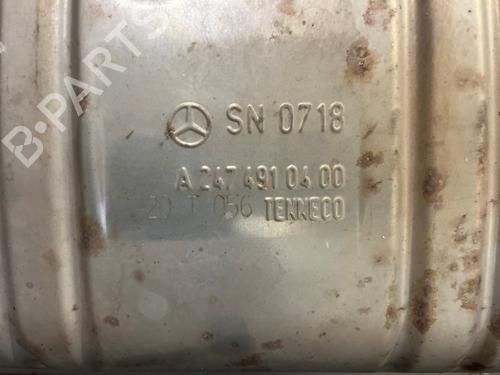 B-PARTS
SN 0718
A 247 491 04 00
20 T 056 TENNECO